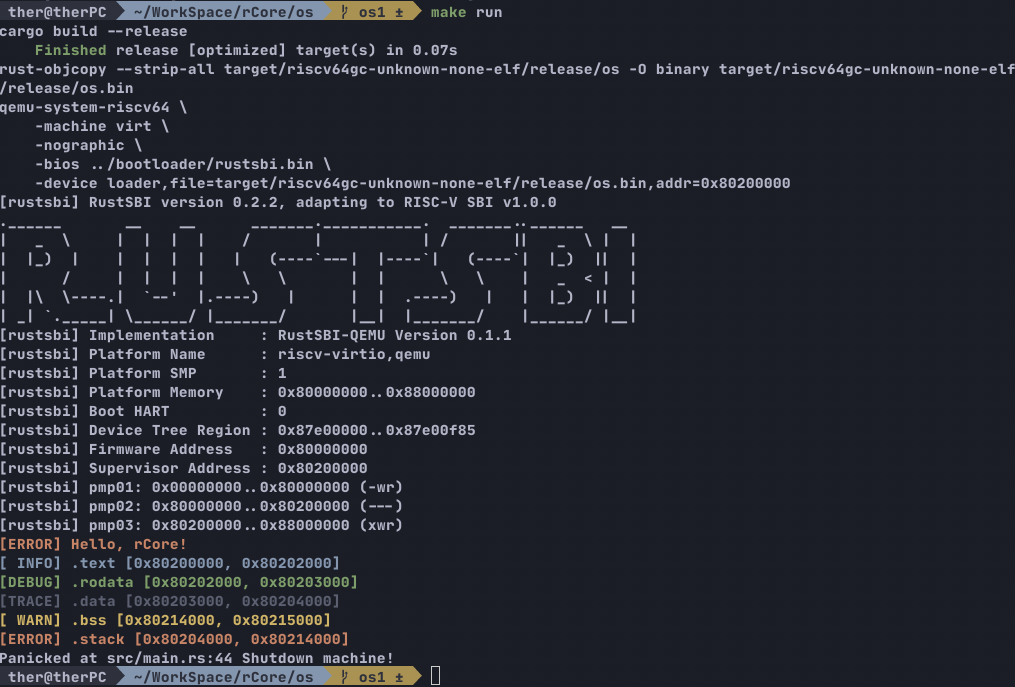 ther@therPC ~/WorkSpace/rCore/os os1 ± make run
cargo build --release
    Finished release [optimized] target(s) in 0.07s
rust-objcopy --strip-all target/riscv64gc-unknown-none-elf/release/os -O binary target/riscv64gc-unknown-none-elf
/release/os.bin
qemu-system-riscv64 \
    -machine virt \
    -nographic \
    -bios ../bootloader/rustsbi.bin \
    -device loader,file=target/riscv64gc-unknown-none-elf/release/os.bin,addr=0x80200000
[rustsbi] RustSBI version 0.2.2, adapting to RISC-V SBI v1.0.0
RUSTSBI
[rustsbi] Implementation     : RustSBI-QEMU Version 0.1.1
[rustsbi] Platform Name      : riscv-virtio,qemu
[rustsbi] Platform SMP       : 1
[rustsbi] Platform Memory    : 0x80000000..0x88000000
[rustsbi] Boot HART          : 0
[rustsbi] Device Tree Region : 0x87e00000..0x87e00f85
[rustsbi] Firmware Address   : 0x80000000
[rustsbi] Supervisor Address : 0x80200000
[rustsbi] pmp01: 0x00000000..0x80000000 (-wr)
[rustsbi] pmp02: 0x80000000..0x80200000 (---)
[rustsbi] pmp03: 0x80200000..0x88000000 (xwr)
[ERROR] Hello, rCore!
[ INFO] .text [0x80200000, 0x80202000]
[DEBUG] .rodata [0x80202000, 0x80203000]
[TRACE] .data [0x80203000, 0x80204000]
[ WARN] .bss [0x80214000, 0x80215000]
[ERROR] .stack [0x80204000, 0x80214000]
Panicked at src/main.rs:44 Shutdown machine!
ther@therPC ~/WorkSpace/rCore/os os1 ±